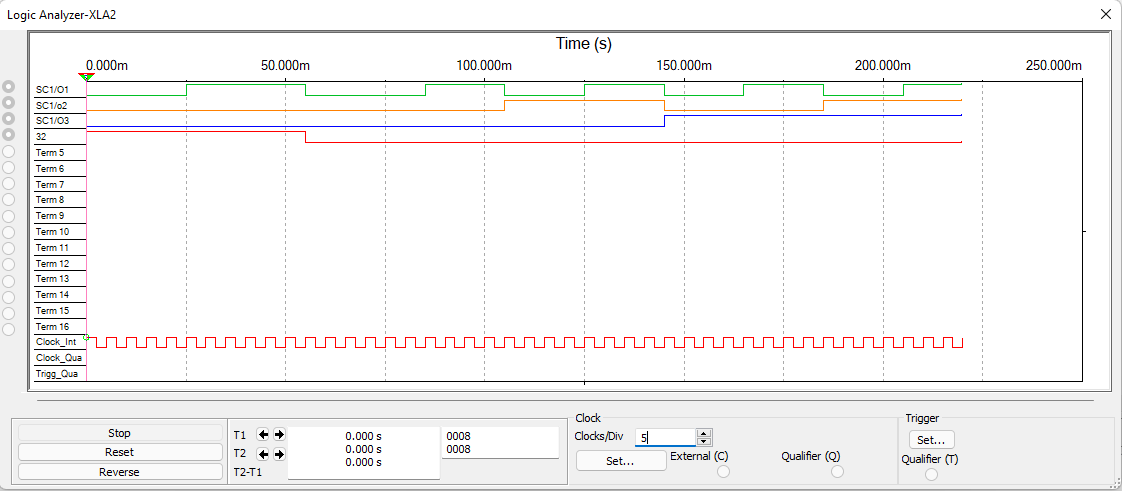 Logic Analyzer-XLA2
Time (s)
0.000m 50.000m 100.000m 150.000m 200.000m 250.000m
SC1/O1
SC1/o2
SC1/O3
32
Term 5
Term 6
Term 7
Term 8
Term 9
Term 10
Term 11
Term 12
Term 13
Term 14
Term 15
Term 16
Clock_Int
Clock_Qua
Trigg_Qua
Stop
Reset
Reverse
T1 0.000 s 0008
T2 0.000 s 0008
T2-T1 0.000 s
Clock
Clocks/Div 5
Set... External (C) Qualifier (Q)
Trigger
Set...
Qualifier (T)